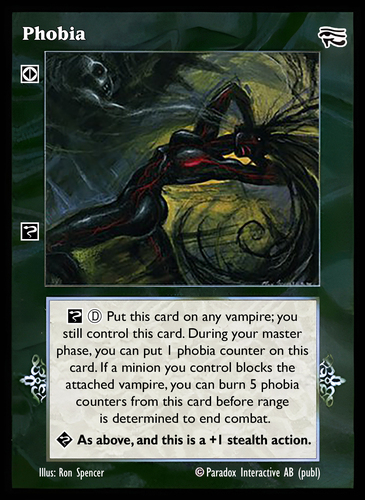 Phobia
Ⓓ Put this card on any vampire; you
still control this card. During your master
phase, you can put 1 phobia counter on this
card. If a minion you control blocks the
attached vampire, you can burn 5 phobia
counters from this card before range
is determined to end combat.
As above, and this is a +1 stealth action.
Illus: Ron Spencer
© Paradox Interactive AB (publ)